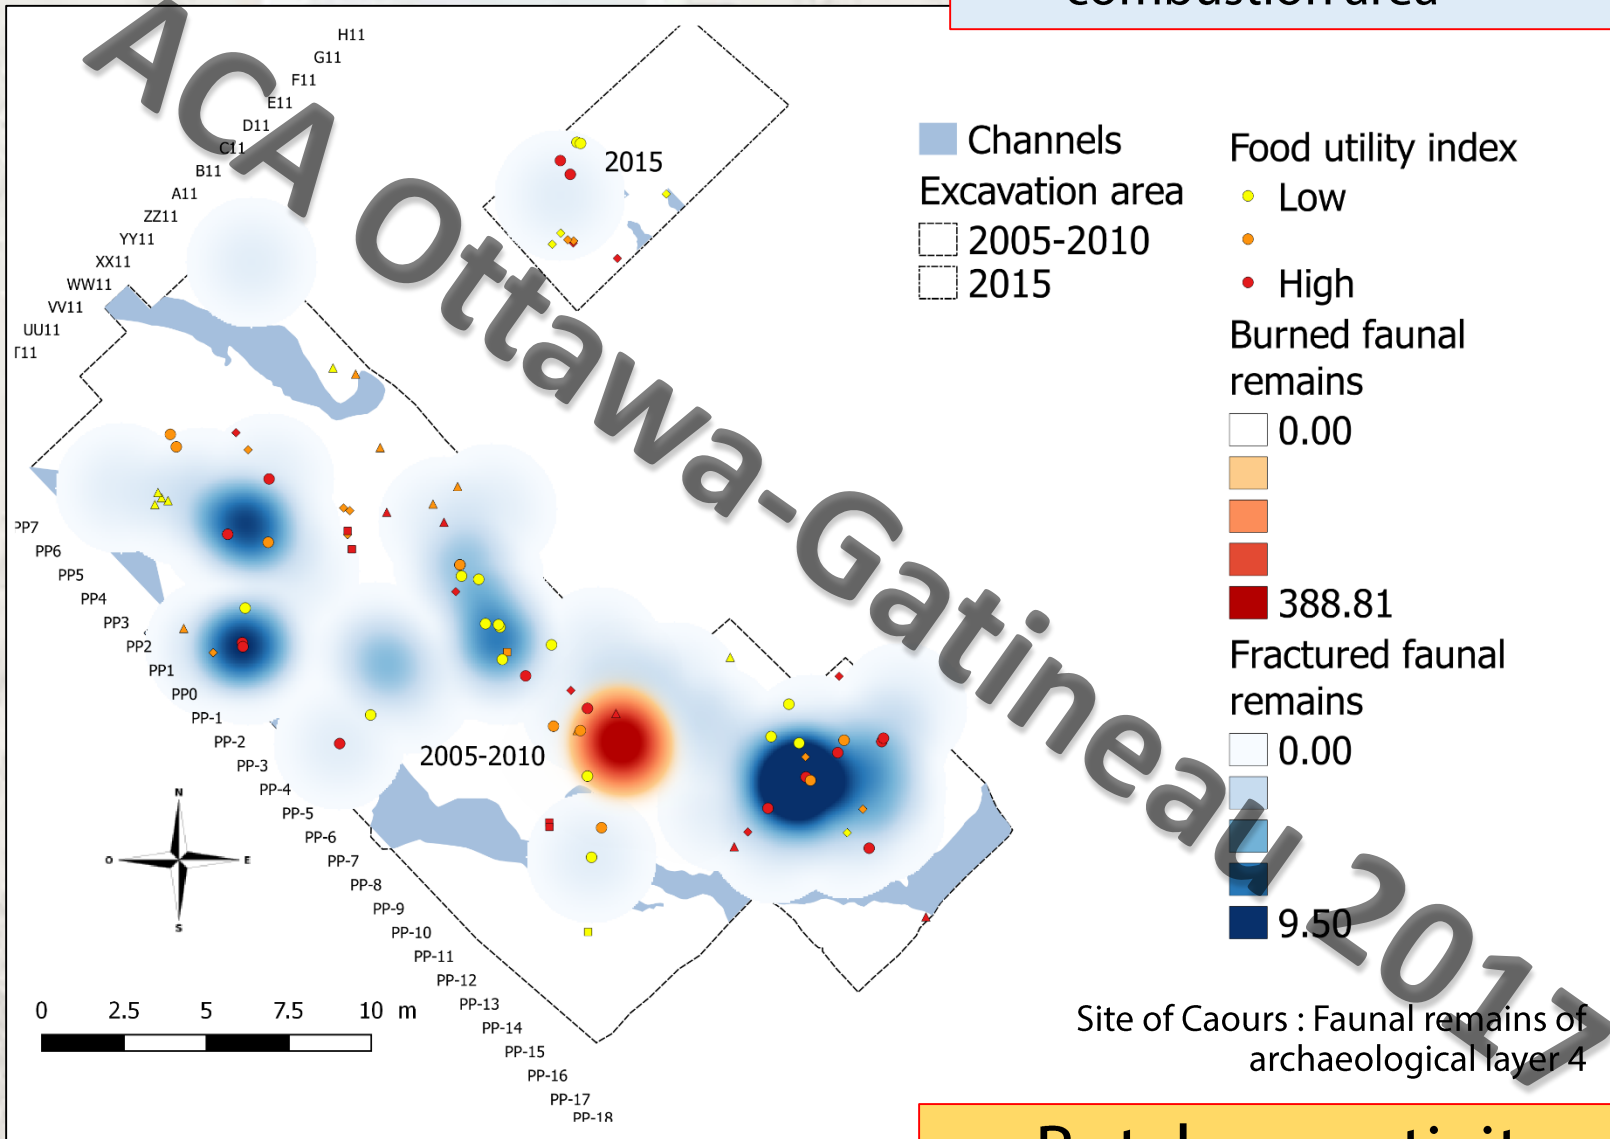 combustion area
H11
G11
F11
E11
D11
C11
B11
A11
ZZ11
YY11
XX11
WW11
VV11
UU11
T11
2015
Channels
Excavation area
2005-2010
2015
Food utility index
Low
High
Burned faunal
remains
0.00
388.81
Fractured faunal
remains
0.00
9.50
PP7
PP6
PP5
PP4
PP3
PP2
PP1
PP0
PP-1
PP-2
PP-3
PP-4
PP-5
PP-6
PP-7
PP-8
PP-9
PP-10
PP-11
PP-12
PP-13
PP-14
PP-15
PP-16
PP-17
PP-18
2005-2010
N
O
E
S
0 2.5 5 7.5 10 m
Site of Caours : Faunal remains of
archaeological layer 4
ACA Ottawa-Gatineau 2017